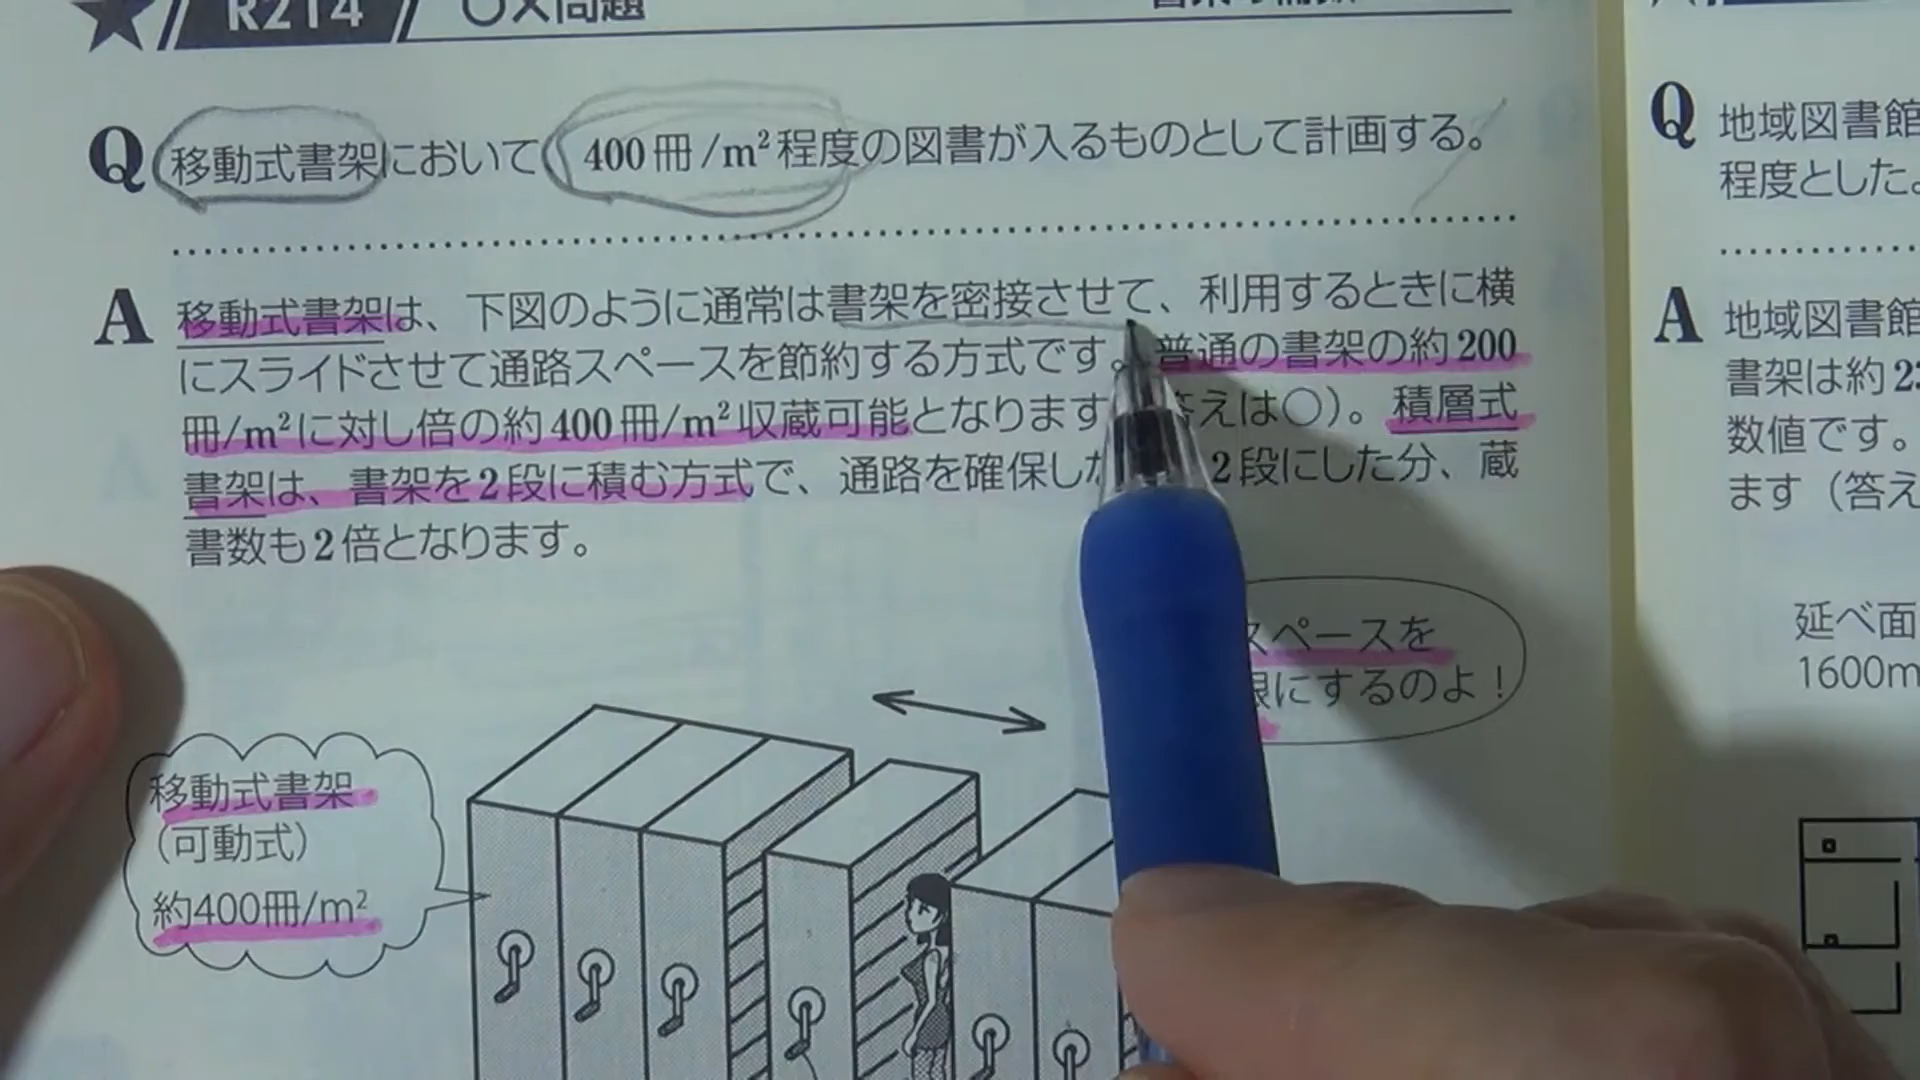 R214
○×問題
Q 移動式書架において400冊/m²程度の図書が入るものとして計画する。
A 移動式書架は、下図のように通常は書架を密接させて、利用するときに横
にスライドさせて通路スペースを節約する方式です。普通の書架の約200
冊/m²に対し倍の約400冊/m²収蔵可能となります 答えは○)。積層式
書架は、書架を2段に積む方式で、通路を確保し 2段にした分、蔵
書数も2倍となります。
スペースを
にするのよ！
移動式書架
(可動式)
約400冊/m²
Q 地域図書館
程度とした。
A 地域図書館
書架は約2
数値です。
ます（答え
延べ面
1600m